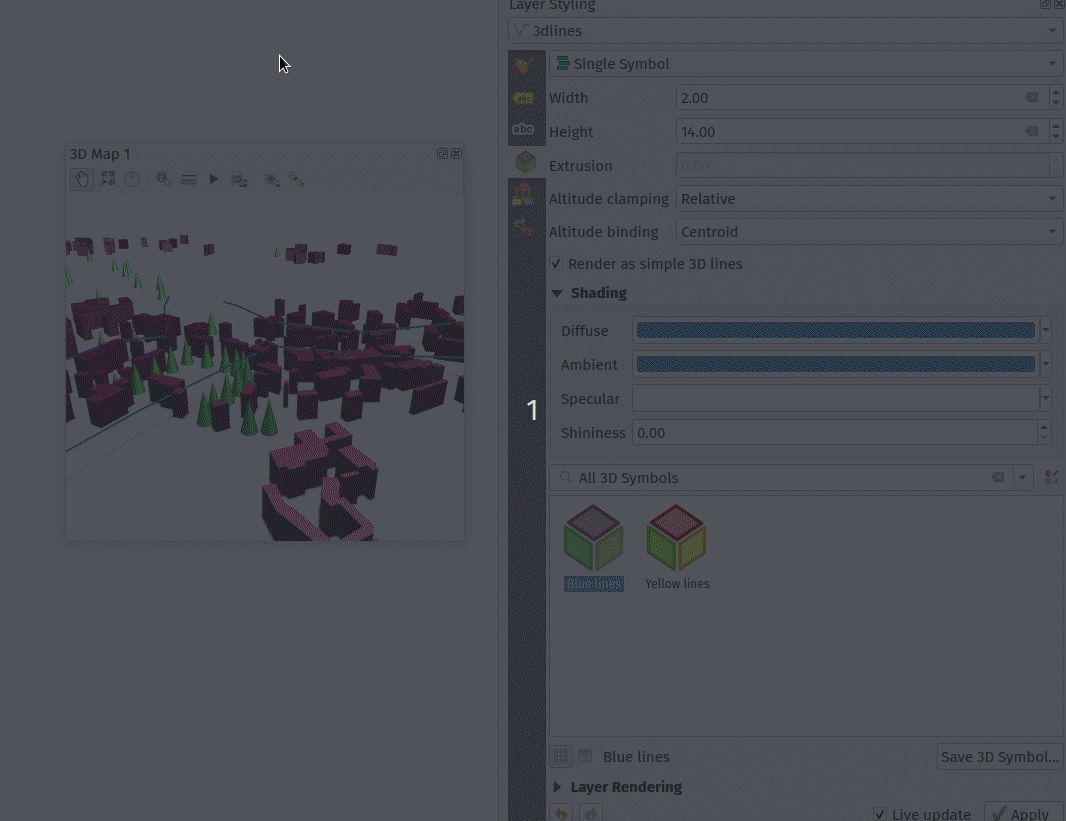 Layer Styling
3dlines
Single Symbol
Width 2.00
abc
Height 14.00
abc
3D Map 1
Extrusion 0.00
Altitude clamping Relative
Altitude binding Centroid
Render as simple 3D lines
Shading
Diffuse
Ambient
Specular
1
Shininess 0.00
All 3D Symbols
Blue lines Yellow lines
Blue lines Save 3D Symbol...
Layer Rendering
Live update Apply